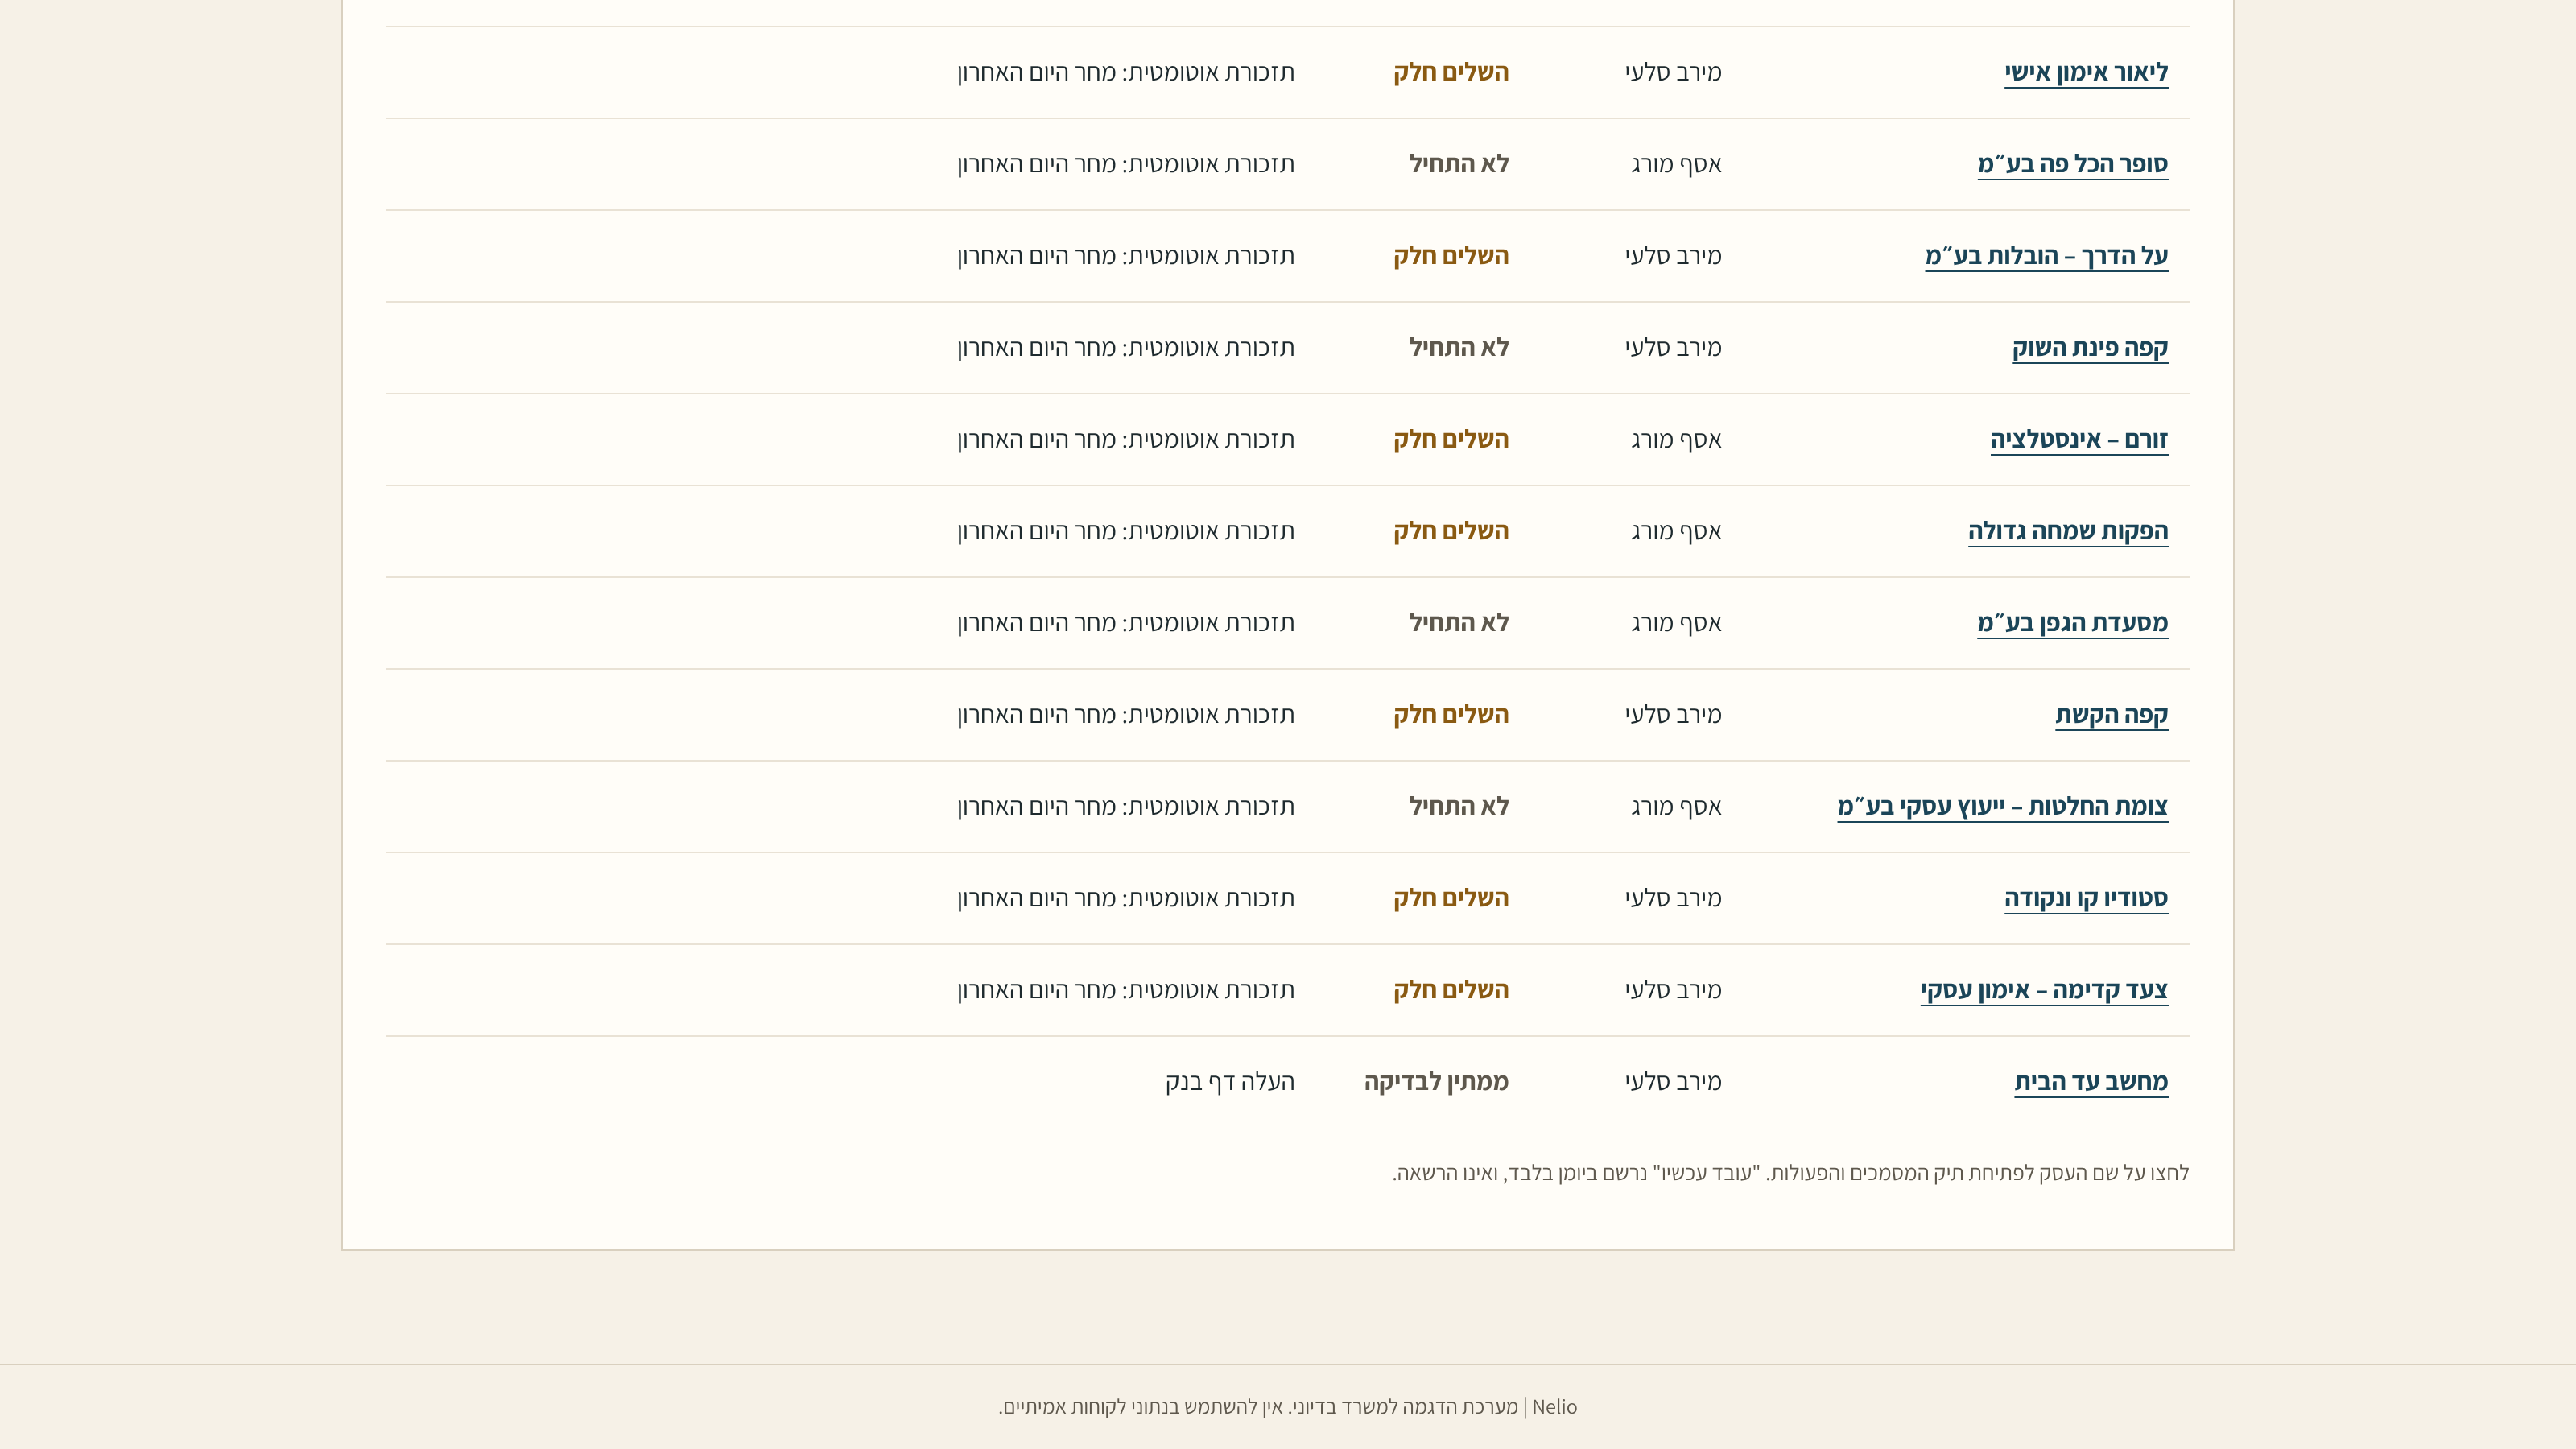 ליאור אימון אישי מירב סלעי השלים חלק תזכורת אוטומטית: מחר היום האחרון
סופר הכל פה בע״מ אסף מורג לא התחיל תזכורת אוטומטית: מחר היום האחרון
על הדרך – הובלות בע״מ מירב סלעי השלים חלק תזכורת אוטומטית: מחר היום האחרון
קפה פינת השוק מירב סלעי לא התחיל תזכורת אוטומטית: מחר היום האחרון
זורם – אינסטלציה אסף מורג השלים חלק תזכורת אוטומטית: מחר היום האחרון
הפקות שמחה גדולה אסף מורג השלים חלק תזכורת אוטומטית: מחר היום האחרון
מסעדת הגפן בע״מ אסף מורג לא התחיל תזכורת אוטומטית: מחר היום האחרון
קפה הקשת מירב סלעי השלים חלק תזכורת אוטומטית: מחר היום האחרון
צומת החלטות – ייעוץ עסקי בע״מ אסף מורג לא התחיל תזכורת אוטומטית: מחר היום האחרון
סטודיו קו ונקודה מירב סלעי השלים חלק תזכורת אוטומטית: מחר היום האחרון
צעד קדימה – אימון עסקי מירב סלעי השלים חלק תזכורת אוטומטית: מחר היום האחרון
מחשב עד הבית מירב סלעי ממתין לבדיקה העלה דף בנק
לחצו על שם העסק לפתיחת תיק המסמכים והפעולות. "עובד עכשיו" נרשם ביומן בלבד, ואינו הרשאה.
Nelio | מערכת הדגמה למשרד בדיוני. אין להשתמש בנתוני לקוחות אמיתיים.